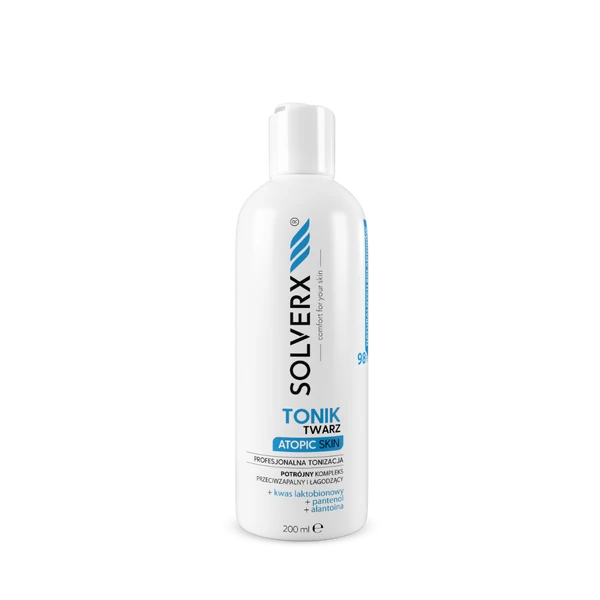 SOLVERX
®
comfort for your skin
TONIK
TWARZ
ATOPIC SKIN
PROFESJONALNA TONIZACJA
POTRÓJNY KOMPLEKS
PRZECIWZAPALNY I ŁAGODZĄCY
+ kwas laktobionowy
+ pantenol
+ alantoina
200 ml ℮
98